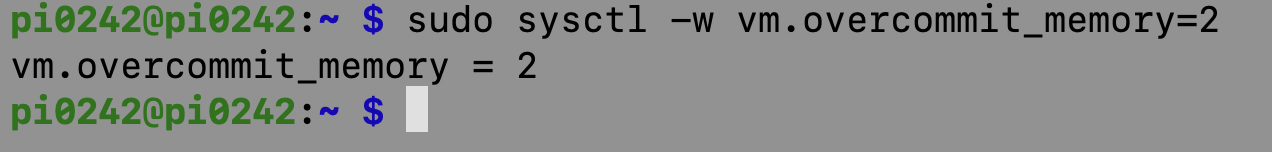 pi0242@pi0242:~ $ sudo sysctl -w vm.overcommit_memory=2
vm.overcommit_memory = 2
pi0242@pi0242:~ $